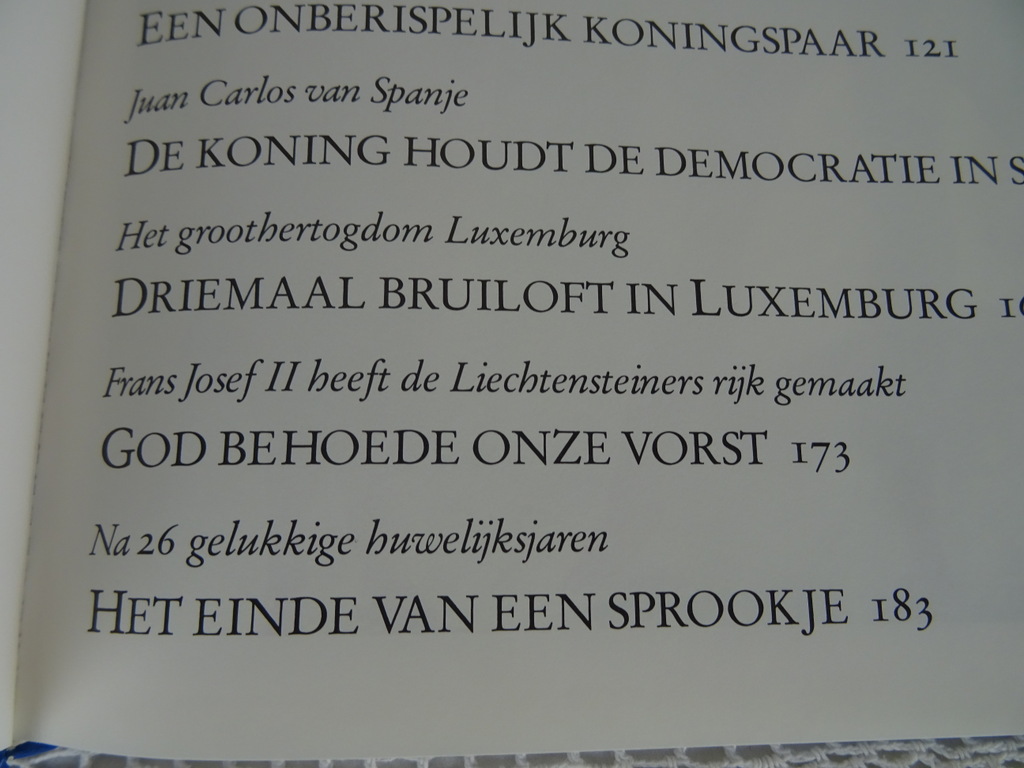 EEN ONBERISPELIJK KONINGSPAAR 121
Juan Carlos van Spanje
DE KONING HOUDT DE DEMOCRATIE IN
Het groothertogdom Luxemburg
DRIEMAAL BRUILOFT IN LUXEMBURG
Frans Josef II heeft de Liechtensteiners rijk gemaakt
GOD BEHOEDE ONZE VORST 173
Na 26 gelukkige huwelijksjaren
HET EINDE VAN EEN SPROOKJE 183